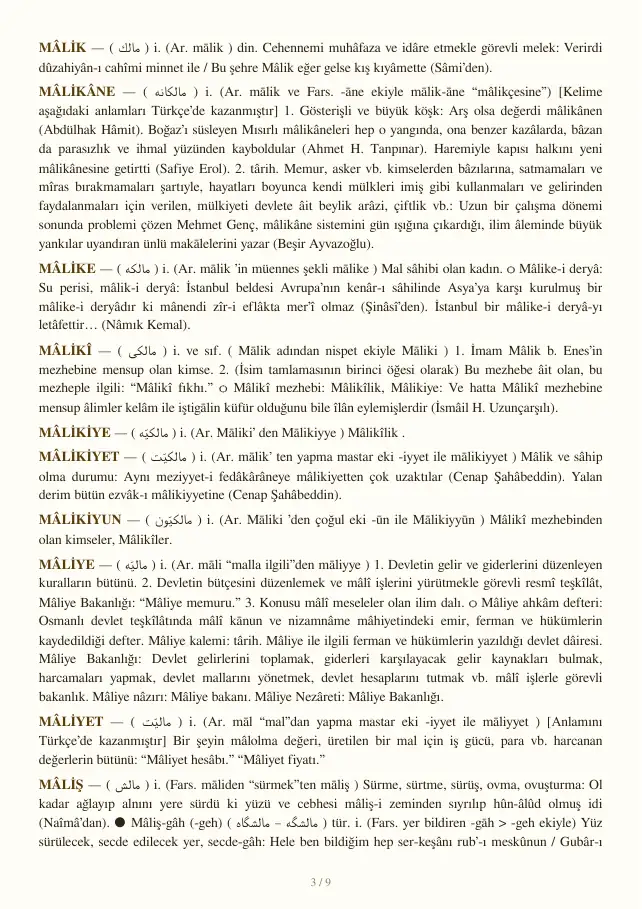 MÂLİK — ( مالك ) i. (Ar. mālik ) din. Cehennemi muhâfaza ve idâre etmekle görevli melek: Verirdi
dûzahiyân-ı cahîmi minnet ile / Bu şehre Mâlik eğer gelse kış kıyâmette (Sâmi’den).
MÂLİKÂNE — ( مالكانه ) i. (Ar. mālik ve Fars. -āne ekiyle mālik-āne “mâlikçesine”) [Kelime
aşağıdaki anlamları Türkçe’de kazanmıştır] 1. Gösterişli ve büyük köşk: Arş olsa değerdi mâlikânen
(Abdülhak Hâmit). Boğaz’ı süsleyen Mısırlı mâlikâneleri hep o yangında, ona benzer kazâlarda, bâzan
da parasızlık ve ihmal yüzünden kayboldular (Ahmet H. Tanpınar). Haremiyle kapısı halkını yeni
mâlikânesine getirtti (Safiye Erol). 2. târih. Memur, asker vb. kimselerden bâzılarına, satmamaları ve
mîras bırakmamaları şartıyle, hayatları boyunca kendi mülkleri imiş gibi kullanmaları ve gelirinden
faydalanmaları için verilen, mülkiyeti devlete âit beylik arâzi, çiftlik vb.: Uzun bir çalışma dönemi
sonunda problemi çözen Mehmet Genç, mâlikâne sistemini gün ışığına çıkardığı, ilim âleminde büyük
yankılar uyandıran ünlü makālelerini yazar (Beşir Ayvazoğlu).
MÂLİKE — ( مالكه ) i. (Ar. mālik ’in müennes şekli mālike ) Mal sâhibi olan kadın. ѻ Mâlike-i deryâ:
Su perisi, mâlik-i deryâ: İstanbul beldesi Avrupa’nın kenâr-ı sâhilinde Asya’ya karşı kurulmuş bir
mâlike-i deryâdır ki mânendi zîr-i eflâkta mer’î olmaz (Şinâsî’den). İstanbul bir mâlike-i deryâ-yı
letâfettir… (Nâmık Kemal).
MÂLİKÎ — ( مالكى ) i. ve sıf. ( Mālik adından nispet ekiyle Māliki ) 1. İmam Mâlik b. Enes’in
mezhebine mensup olan kimse. 2. (İsim tamlamasının birinci öğesi olarak) Bu mezhebe âit olan, bu
mezheple ilgili: “Mâlikî fıkhı.” ѻ Mâlikî mezhebi: Mâlikîlik, Mâlikiye: Ve hatta Mâlikî mezhebine
mensup âlimler kelâm ile iştigālin küfür olduğunu bile îlân eylemişlerdir (İsmâil H. Uzunçarşılı).
MÂLİKİYE — ( مالكيّه ) i. (Ar. Māliki’ den Mālikiyye ) Mâlikîlik .
MÂLİKİYET — ( مالكيّت ) i. (Ar. mālik’ ten yapma mastar eki -iyyet ile mālikiyyet ) Mâlik ve sâhip
olma durumu: Aynı meziyyet-i fedâkârâneye mâlikiyetten çok uzaktılar (Cenap Şahâbeddin). Yalan
derim bütün ezvâk-ı mâlikiyyetine (Cenap Şahâbeddin).
MÂLİKİYUN — ( مالكيّون ) i. (Ar. Māliki ’den çoğul eki -ūn ile Mālikiyyūn ) Mâlikî mezhebinden
olan kimseler, Mâlikîler.
MÂLİYE — ( ماليّه ) i. (Ar. māli “malla ilgili”den māliyye ) 1. Devletin gelir ve giderlerini düzenleyen
kuralların bütünü. 2. Devletin bütçesini düzenlemek ve mâlî işlerini yürütmekle görevli resmî teşkîlât,
Mâliye Bakanlığı: “Mâliye memuru.” 3. Konusu mâlî meseleler olan ilim dalı. ѻ Mâliye ahkâm defteri:
Osmanlı devlet teşkîlâtında mâlî kānun ve nizamnâme mâhiyetindeki emir, ferman ve hükümlerin
kaydedildiği defter. Mâliye kalemi: târih. Mâliye ile ilgili ferman ve hükümlerin yazıldığı devlet dâiresi.
Mâliye Bakanlığı: Devlet gelirlerini toplamak, giderleri karşılayacak gelir kaynakları bulmak,
harcamaları yapmak, devlet mallarını yönetmek, devlet hesaplarını tutmak vb. mâlî işlerle görevli
bakanlık. Mâliye nâzırı: Mâliye bakanı. Mâliye Nezâreti: Mâliye Bakanlığı.
MÂLİYET — ( ماليّت ) i. (Ar. māl “mal”dan yapma mastar eki -iyyet ile māliyyet ) [Anlamını
Türkçe’de kazanmıştır] Bir şeyin mâlolma değeri, üretilen bir mal için iş gücü, para vb. harcanan
değerlerin bütünü: “Mâliyet hesâbı.” “Mâliyet fiyatı.”
MÂLİŞ — ( مالش ) i. (Fars. māliden “sürmek”ten māliş ) Sürme, sürtme, sürüş, ovma, ovuşturma: Ol
kadar ağlayıp alnını yere sürdü ki yüzü ve cebhesi mâliş-i zeminden sıyrılıp hûn-âlûd olmuş idi
(Naîmâ’dan). ● Mâliş-gâh (-geh) ( مالشگاه – مالشگه ) tür. i. (Fars. yer bildiren -gāh > -geh ekiyle) Yüz
sürülecek, secde edilecek yer, secde-gâh: Hele ben bildiğim hep ser-keşânı rub’-ı meskûnun / Gubâr-ı
3 / 9